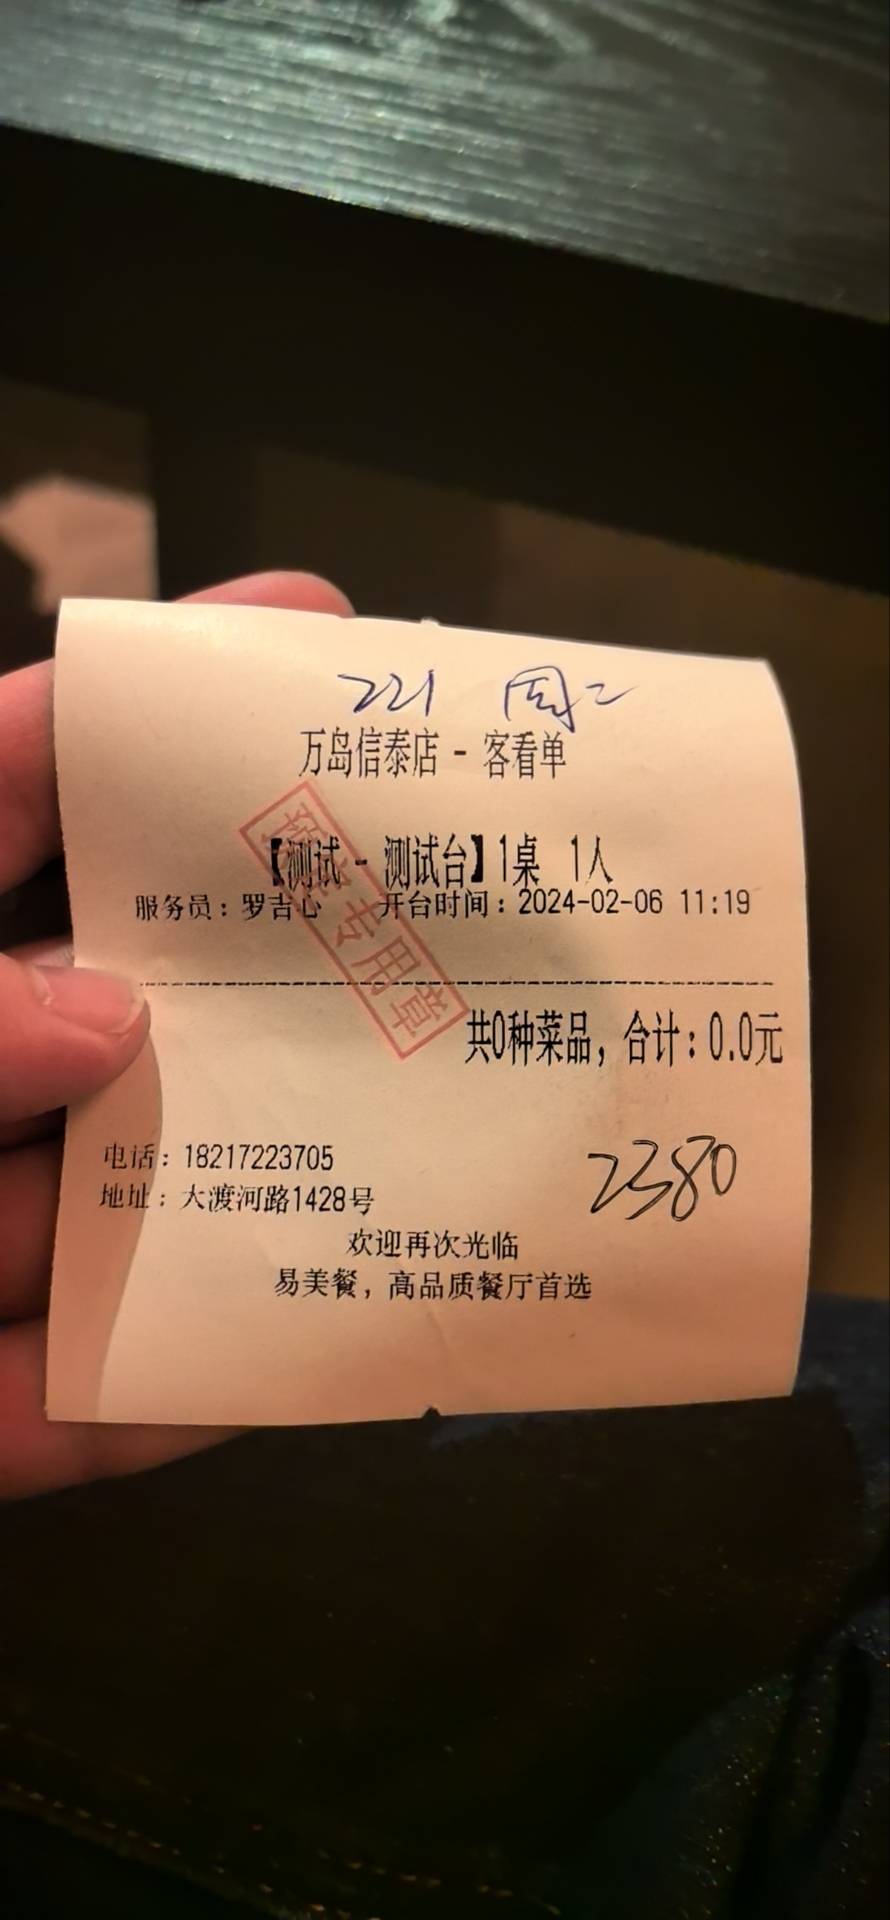 221 周二
万岛信泰店 - 客看单
【测试 - 测试台】1桌 1人
服务员：罗吉心 开台时间：2024-02-06 11:19
专用章
共0种菜品，合计：0.0元
2380
电话：18217223705
地址：大渡河路1428号
欢迎再次光临
易美餐，高品质餐厅首选